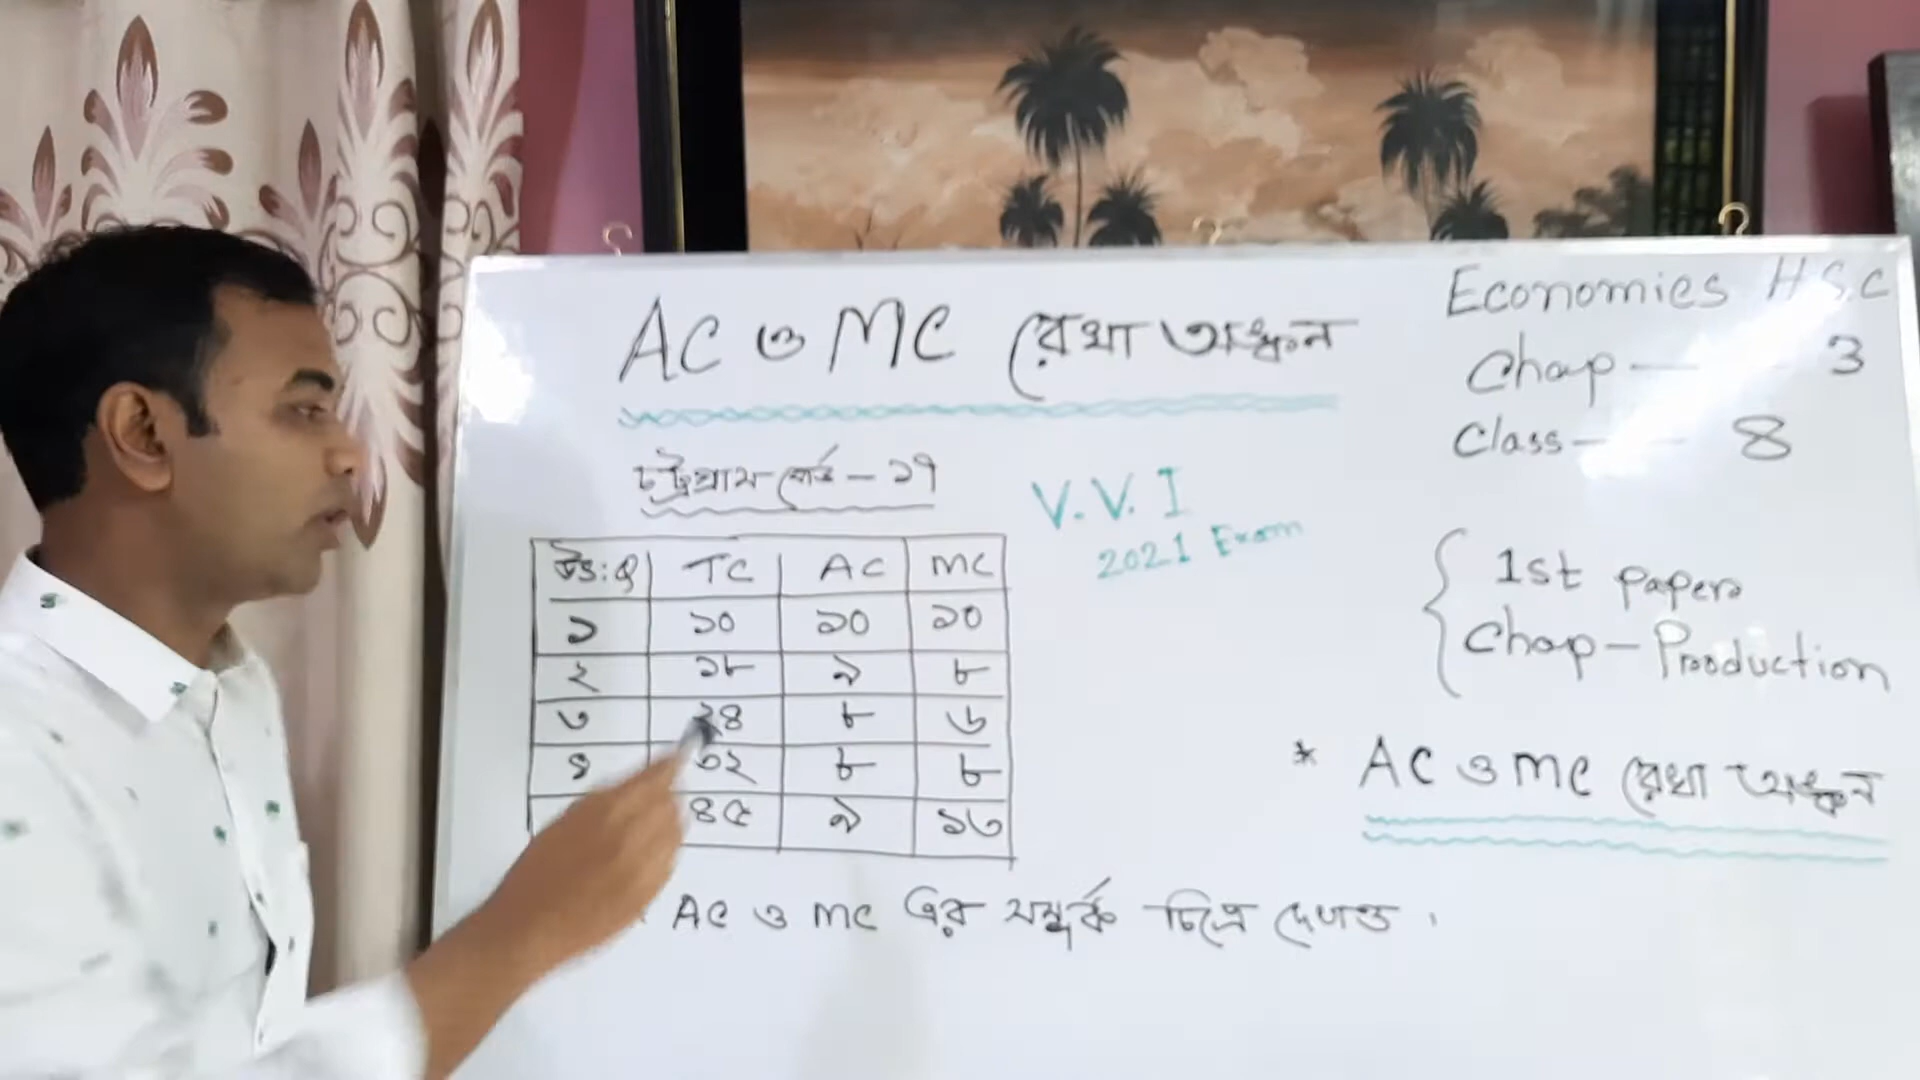 AC ও MC রেখা অঙ্কন
Economics H.S.C
Chap — 3
Class — 8
চট্টগ্রাম বোর্ড – ১৭
V.V.I
2021 Exam
উৎ:প TC AC MC
১ ১০ ১০ ১০
২ ১৮ ৯ ৮
৩ ২৪ ৮ ৬
৪ ৩২ ৮ ৮
৪৫ ৯ ১৩
1st paper
Chap – Production
* AC ও MC রেখা অঙ্কন
AC ও MC এর সম্পর্ক চিত্রে দেখাও ।